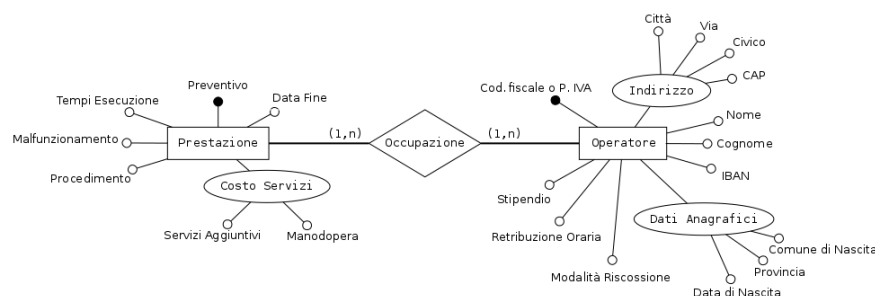 Città
Via
Civico
CAP
Indirizzo
Preventivo
Cod. fiscale o P. IVA
Tempi Esecuzione
Data Fine
Nome
Malfunzionamento
Prestazione
(1,n)
Occupazione
(1,n)
Operatore
Cognome
Procedimento
IBAN
Costo Servizi
Stipendio
Dati Anagrafici
Servizi Aggiuntivi
Manodopera
Retribuzione Oraria
Comune di Nascita
Modalità Riscossione
Provincia
Data di Nascita